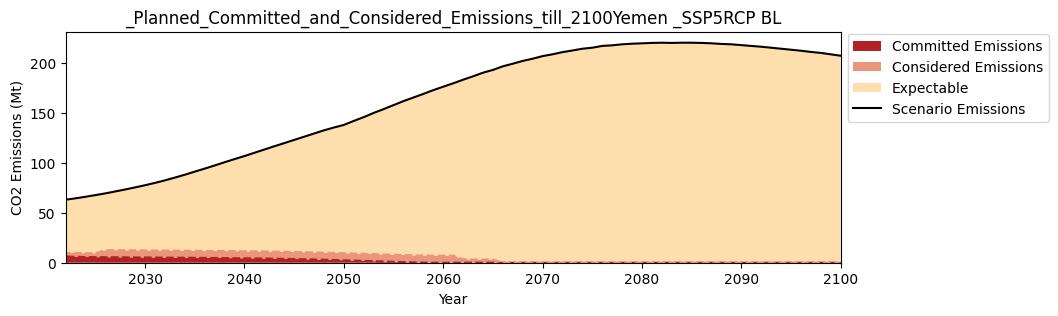 _Planned_Committed_and_Considered_Emissions_till_2100Yemen _SSP5RCP BL
Committed Emissions
Considered Emissions
Expectable
Scenario Emissions
CO2 Emissions (Mt)
200
150
100
50
0
2030 2040 2050 2060 2070 2080 2090 2100
Year